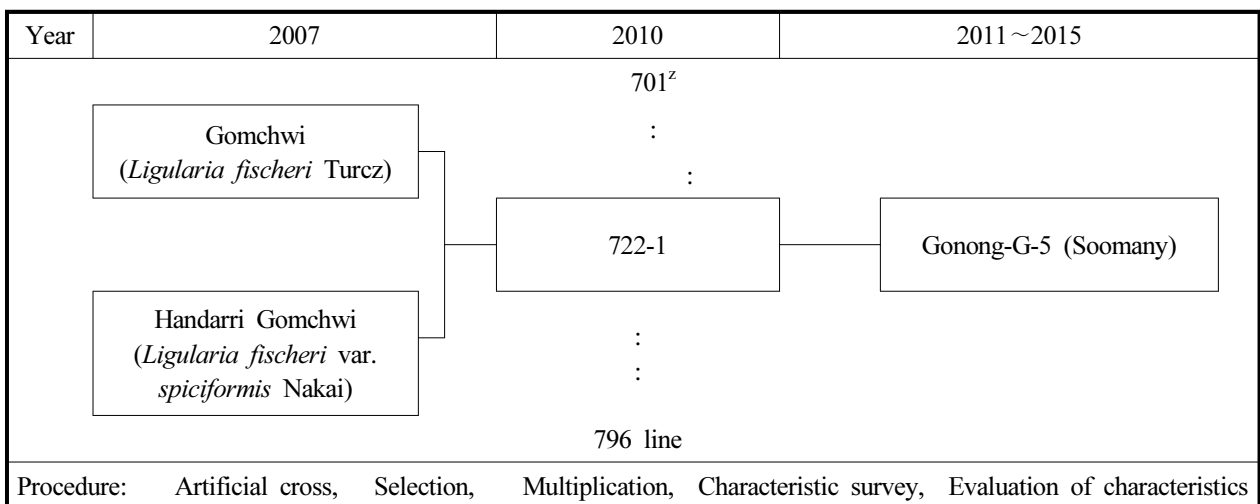 Year 2007 2010 2011～2015
701z
:
:
Gomchwi
(Ligularia fischeri Turcz)
722-1
Gonong-G-5 (Soomany)
Handarri Gomchwi
(Ligularia fischeri var.
spiciformis Nakai)
:
:
796 line
Procedure: Artificial cross, Selection, Multiplication, Characteristic survey, Evaluation of characteristics